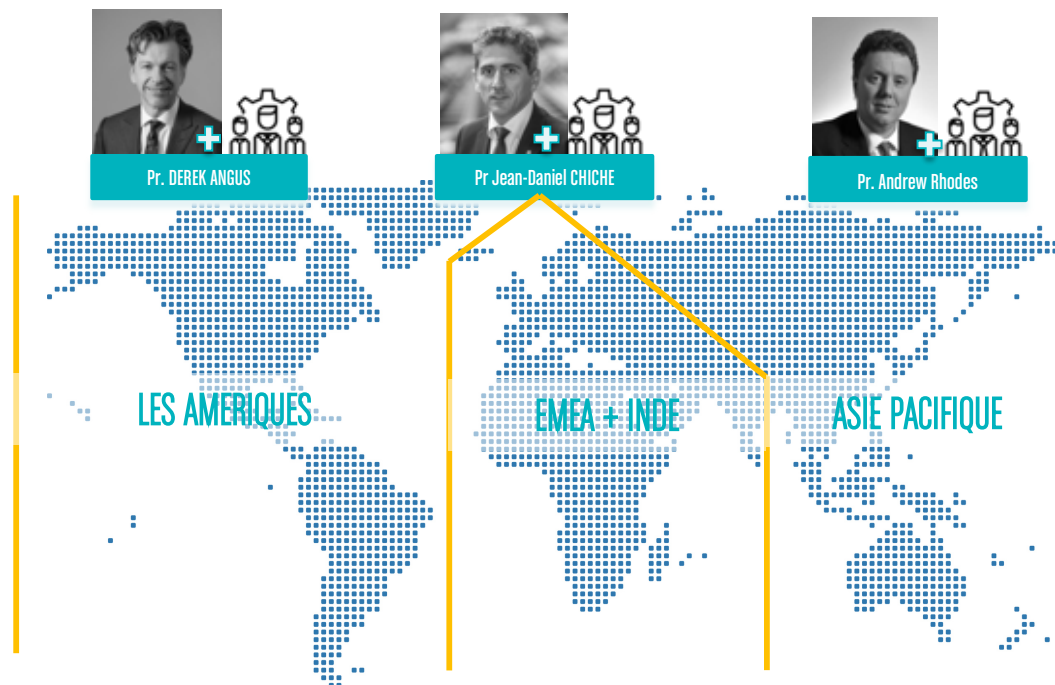 Pr. DEREK ANGUS
Pr Jean-Daniel CHICHE
Pr. Andrew Rhodes
LES AMERIQUES
EMEA + INDE
ASIE PACIFIQUE